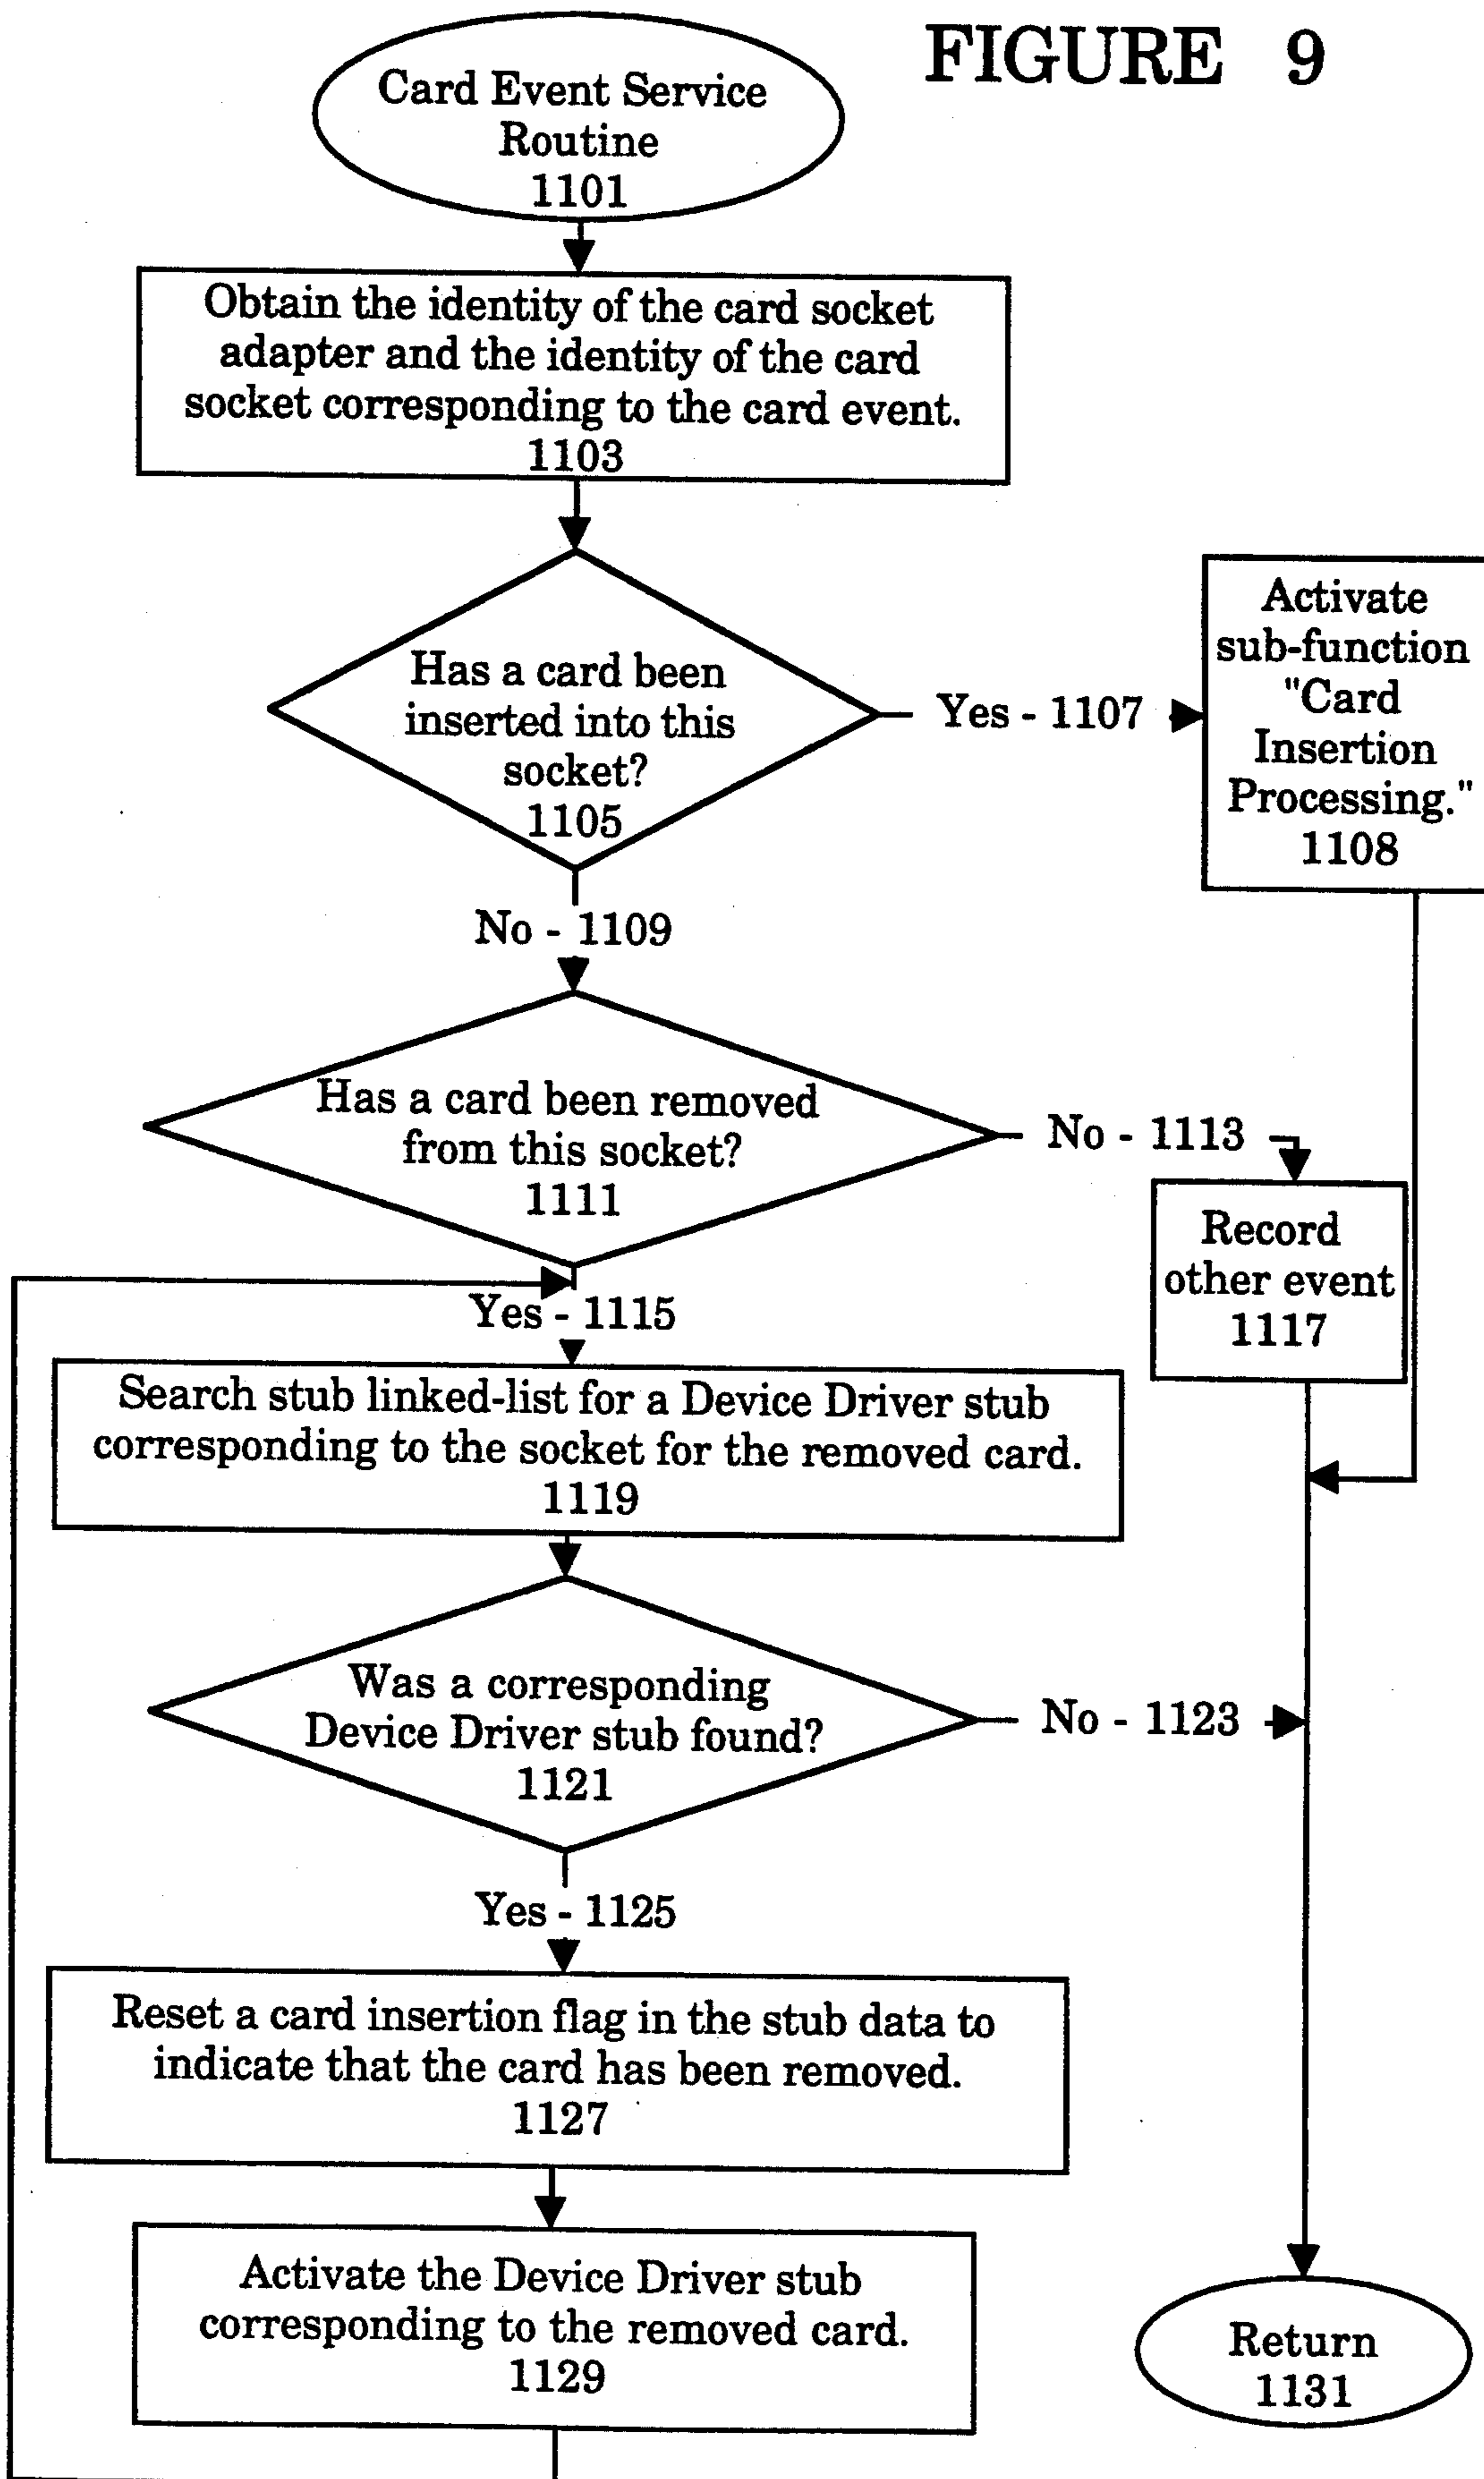 FIGURE 9
Card Event Service
Routine
1101
Obtain the identity of the card socket
adapter and the identity of the card
socket corresponding to the card event.
1103
Has a card been
inserted into this
socket?
1105
Yes - 1107
Activate
sub-function
"Card
Insertion
Processing."
1108
No - 1109
Has a card been removed
from this socket?
1111
No - 1113
Record
other event
1117
Yes - 1115
Search stub linked-list for a Device Driver stub
corresponding to the socket for the removed card.
1119
Was a corresponding
Device Driver stub found?
1121
No - 1123
Yes - 1125
Reset a card insertion flag in the stub data to
indicate that the card has been removed.
1127
Activate the Device Driver stub
corresponding to the removed card.
1129
Return
1131